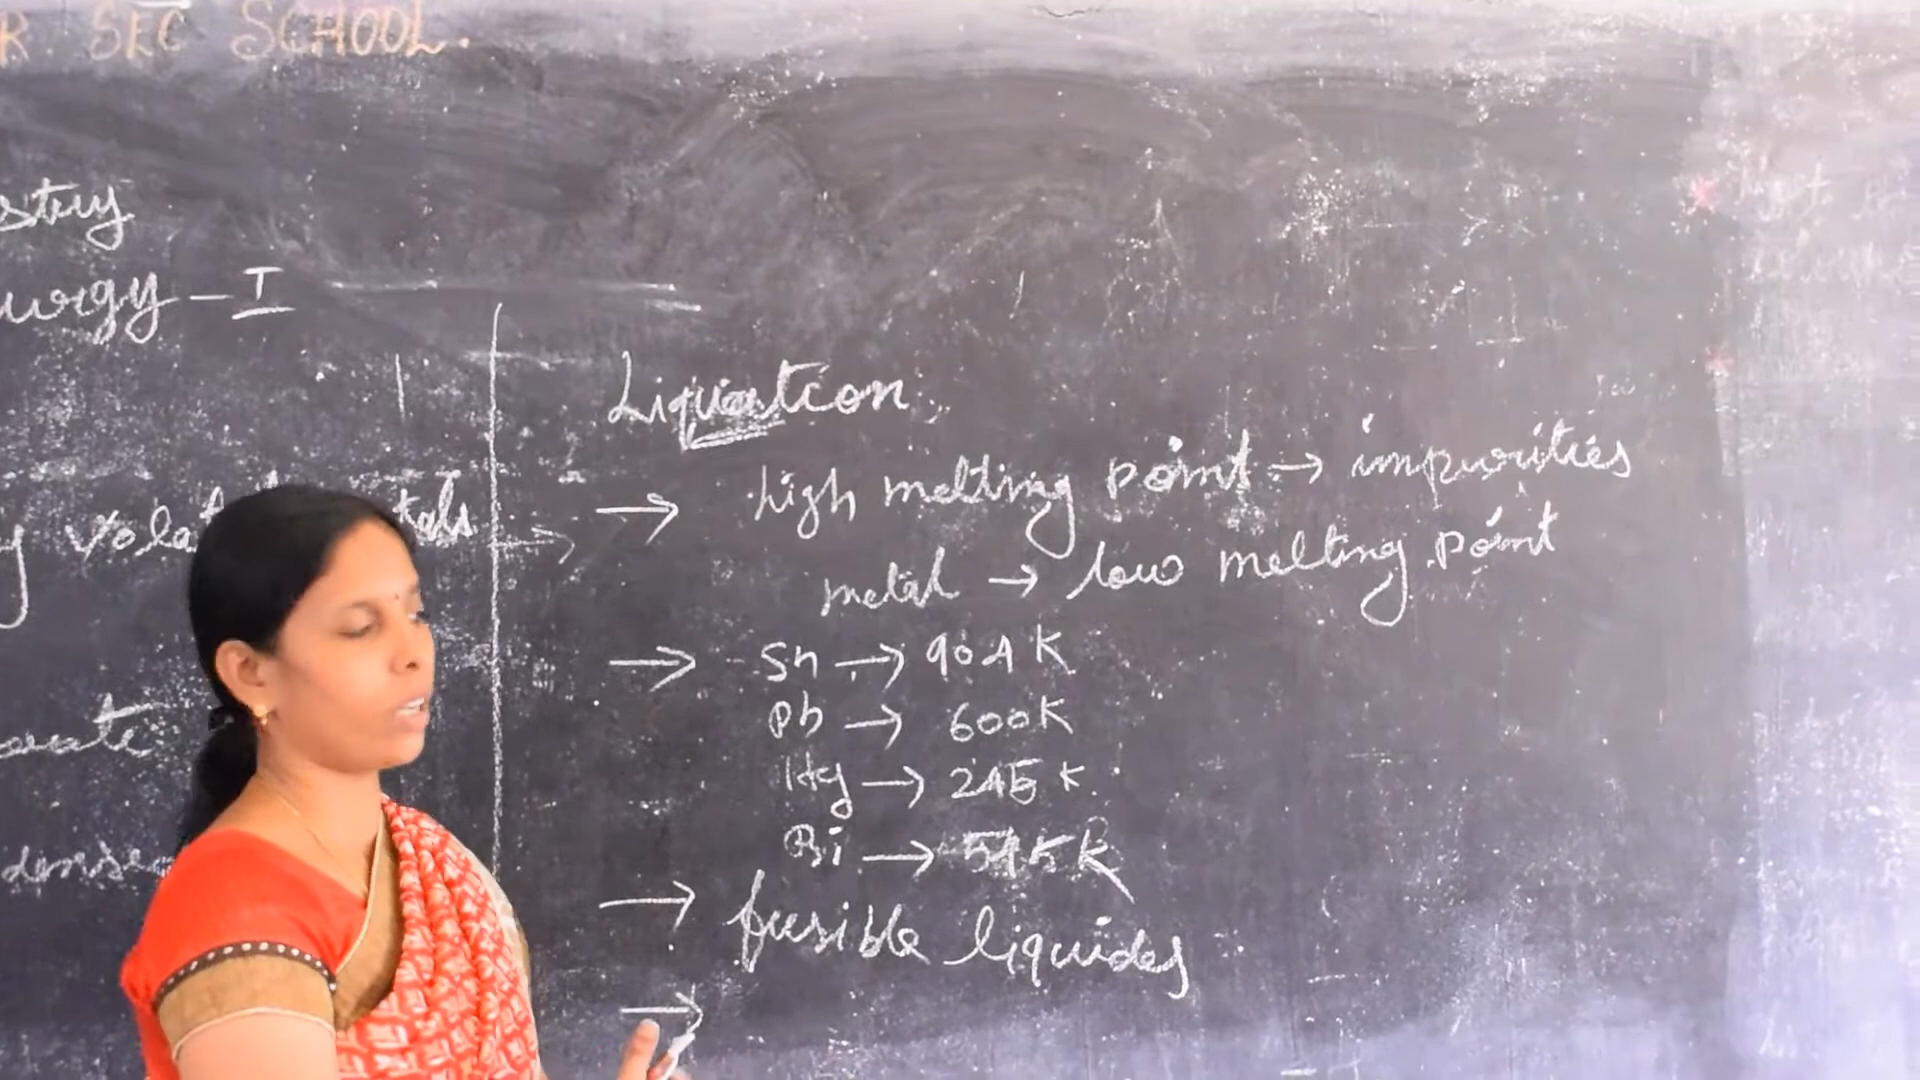 R. SEC SCHOOL.
stry
urgy - I
Liquation
→ high melting point → impurities
metal → low melting point
→ Sn → 904 K
Pb → 600K
Hg → 245 K
Bi → 545 K
→ fusible liquides
→